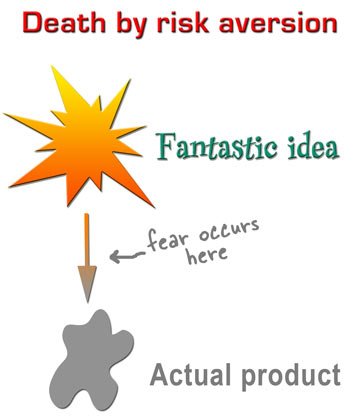 Death by risk aversion
Fantastic idea
fear occurs
here
Actual product